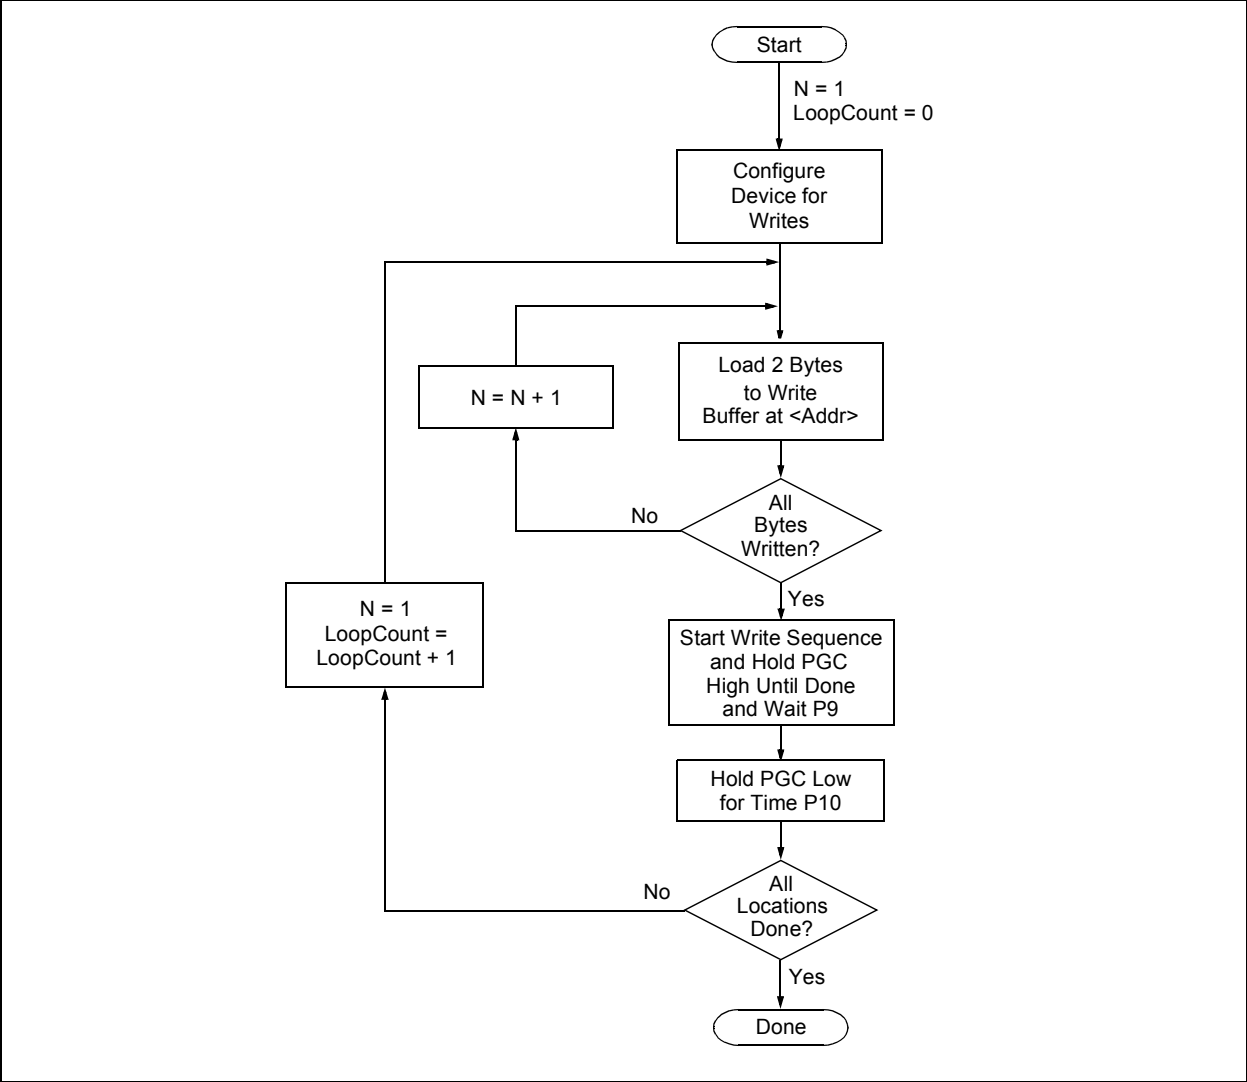 Start
N = 1
LoopCount = 0
Configure
Device for
Writes
Load 2 Bytes
to Write
Buffer at <Addr>
N = N + 1
All
Bytes
Written?
No
Yes
N = 1
LoopCount =
LoopCount + 1
Start Write Sequence
and Hold PGC
High Until Done
and Wait P9
Hold PGC Low
for Time P10
All
Locations
Done?
No
Yes
Done